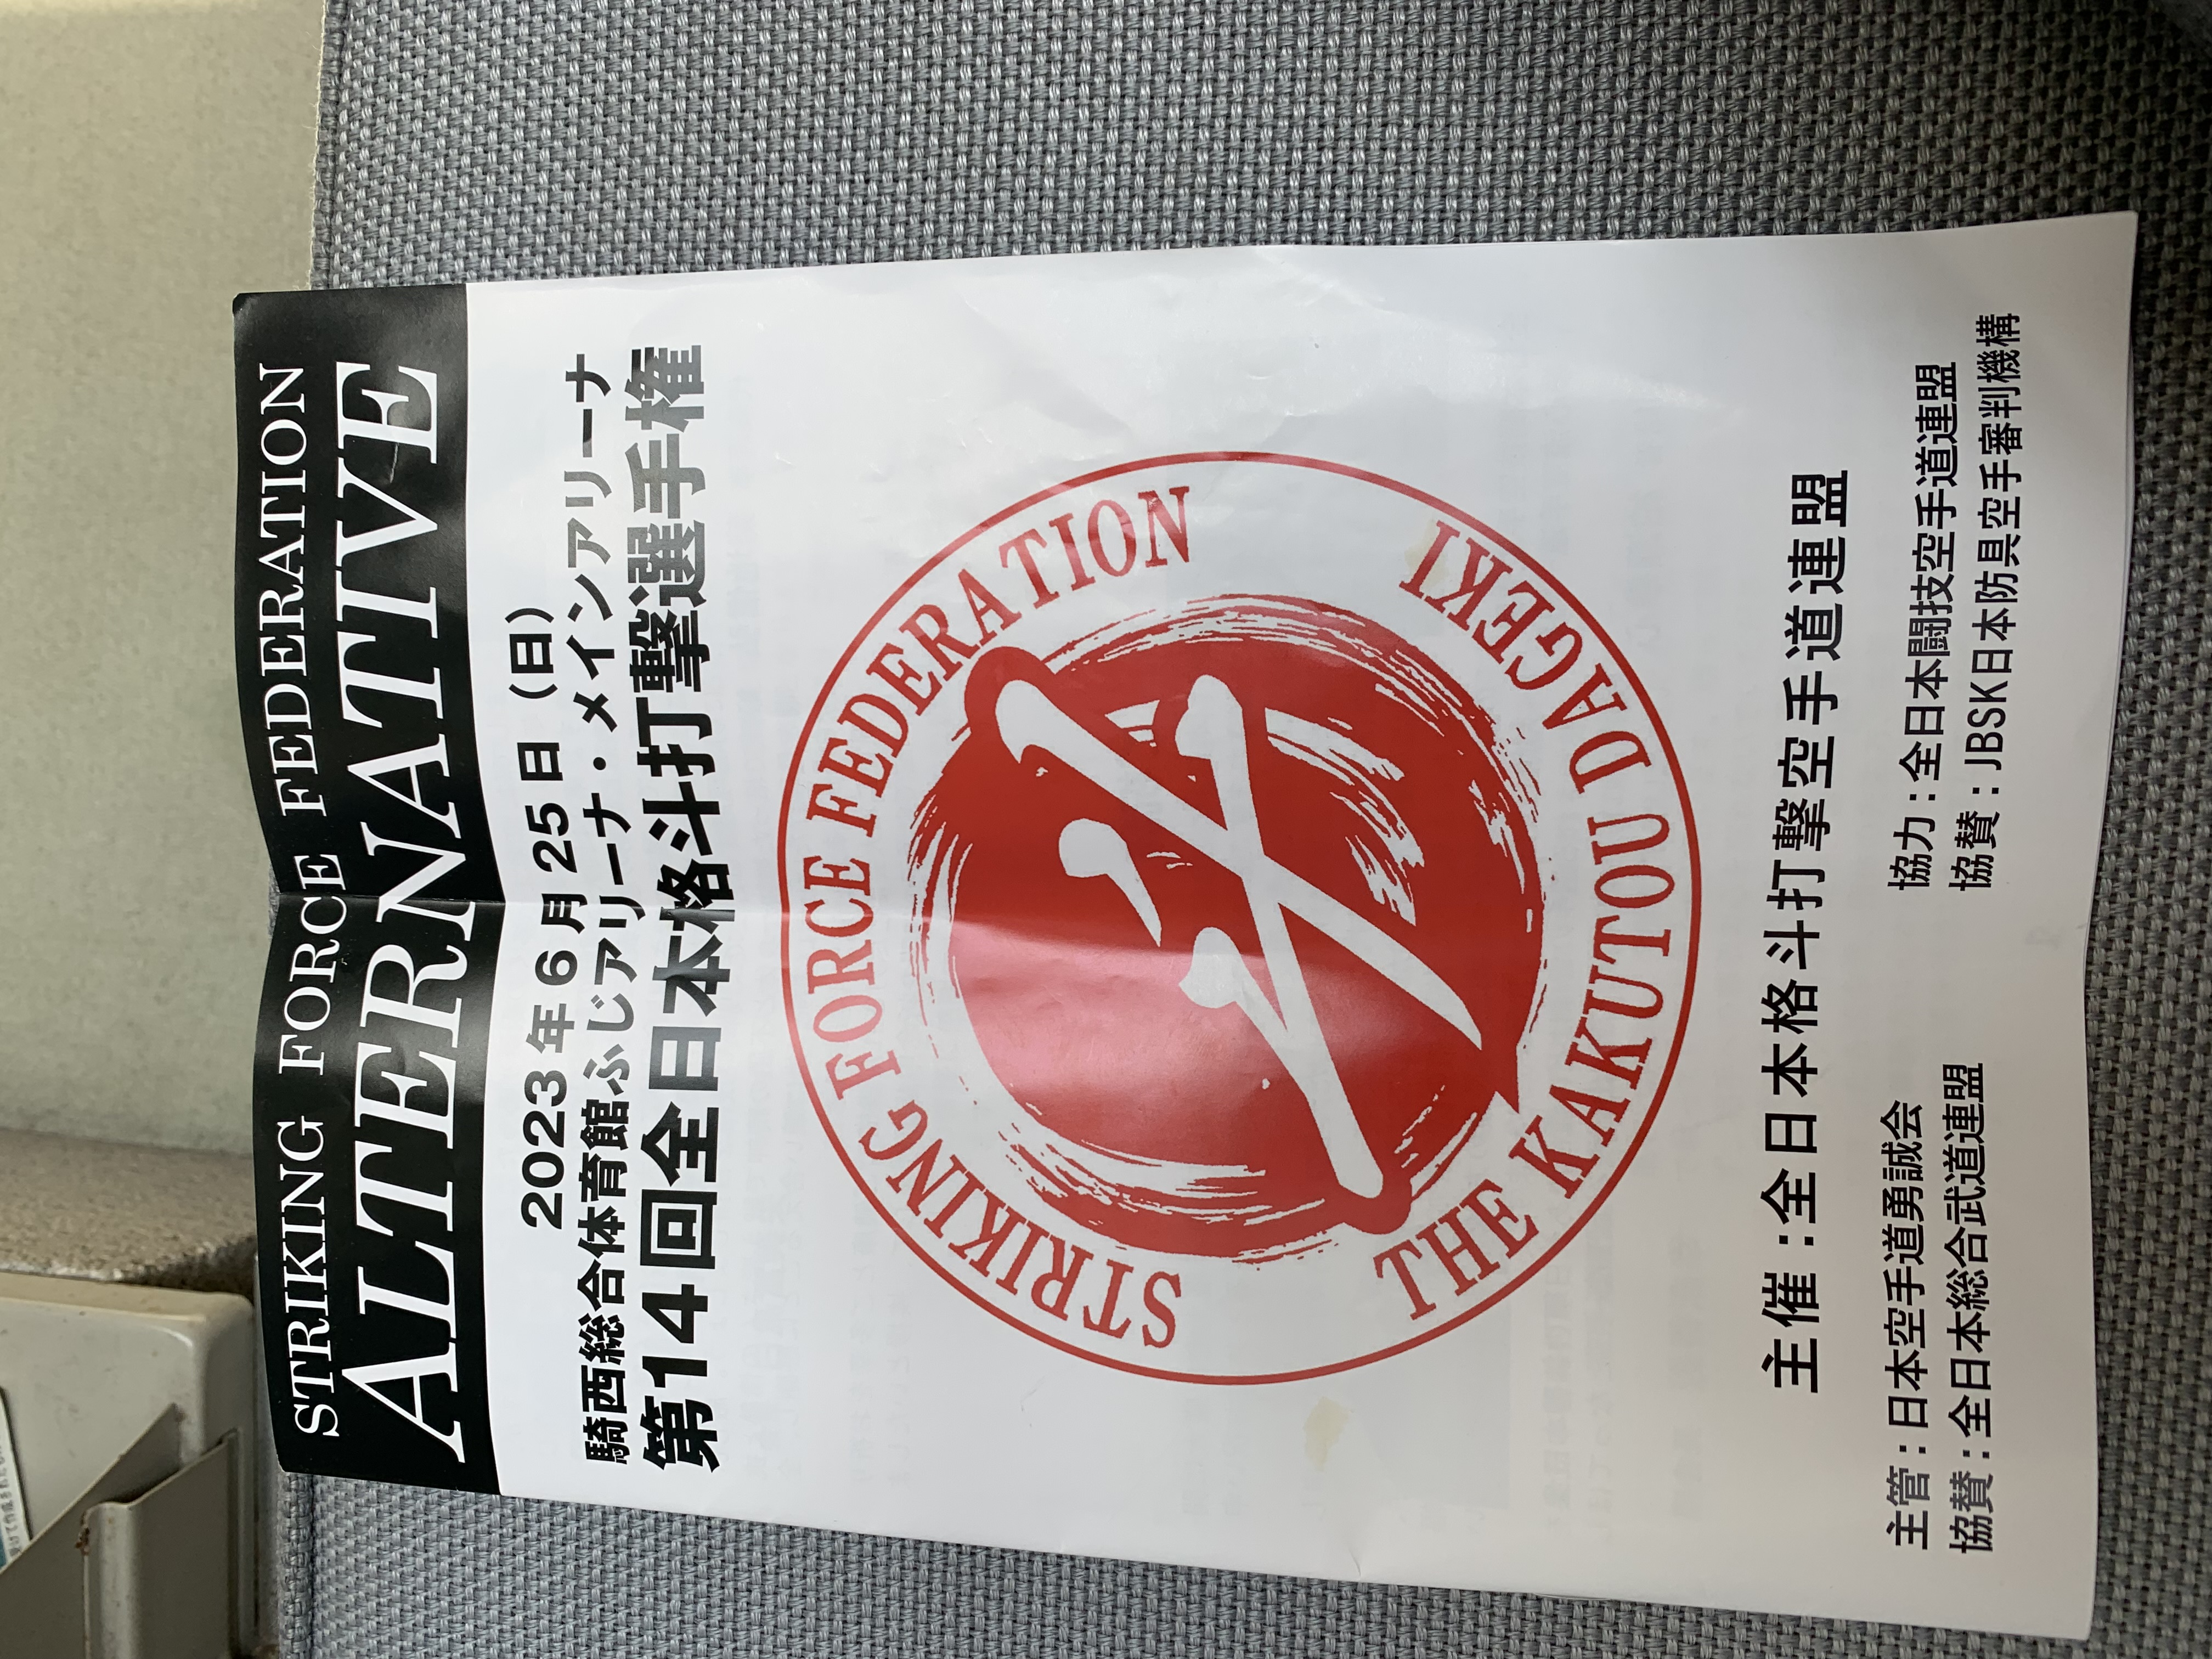 STRIKING FORCE FEDERATION
ALTERNATIVE
2023年6月25日（日）
騎西総合体育館ふじアリーナ・メインアリーナ
第14回全日本格斗打撃選手権
STRIKING FORCE FEDERATION
斗
THE KAKUTOU DAGEKI
主催：全日本格斗打撃空手道連盟
主管：日本空手道勇誠会
協賛：全日本総合武道連盟
協力：全日本闘技空手道連盟
協賛：JBSK日本防具空手審判機構